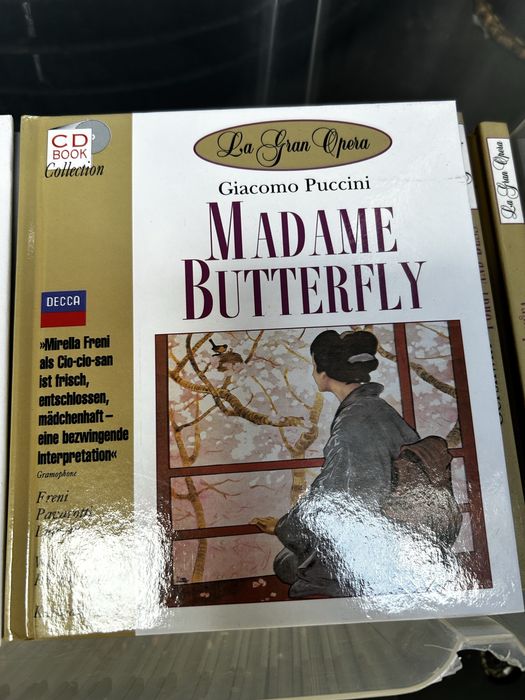 CD
BOOK
Collection
La Gran Opera
Giacomo Puccini
MADAME
BUTTERFLY
DECCA
»Mirella Freni
als Cio-cio-san
ist frisch,
entschlossen,
mädchenhaft –
eine bezwingende
Interpretation«
Gramophone
Freni
Pavarotti
La Gran Opera